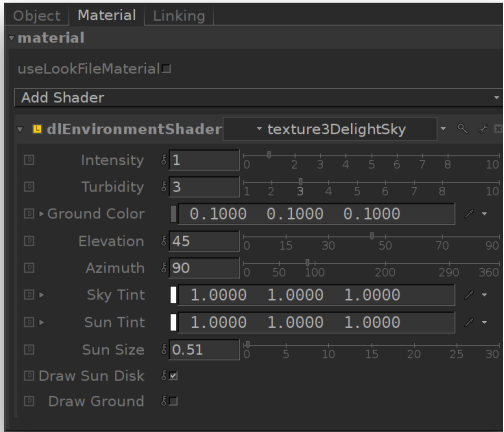 Object Material Linking
material
useLookFileMaterial
Add Shader
L dlEnvironmentShader texture3DelightSky
Intensity 1 0 2 3 4 5 6 7 8 10
Turbidity 3 1 2 3 4 5 6 7 8 10
Ground Color 0.1000 0.1000 0.1000
Elevation 45 0 15 30 50 70 90
Azimuth 90 0 50 100 200 290 360
Sky Tint 1.0000 1.0000 1.0000
Sun Tint 1.0000 1.0000 1.0000
Sun Size 0.51 0 5 10 15 20 25 30
Draw Sun Disk
Draw Ground